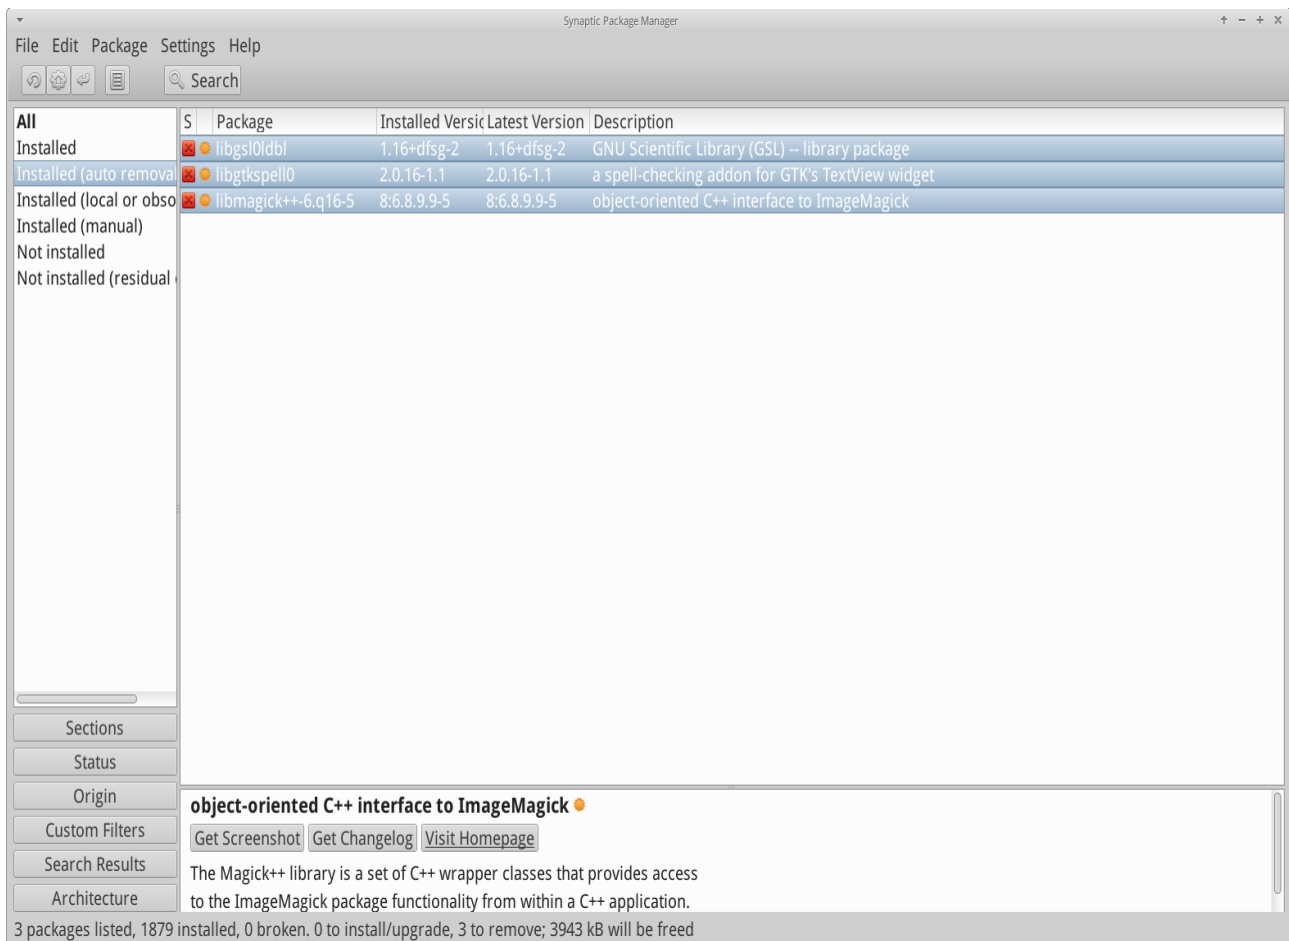 Synaptic Package Manager
File Edit Package Settings Help
Search
All
Installed
Installed (auto remova
Installed (local or obso
Installed (manual)
Not installed
Not installed (residual
S Package Installed Versic Latest Version Description
libgsl0ldbl 1.16+dfsg-2 1.16+dfsg-2 GNU Scientific Library (GSL) -- library package
libgtkspell0 2.0.16-1.1 2.0.16-1.1 a spell-checking addon for GTK's TextView widget
libmagick++-6.q16-5 8:6.8.9.9-5 8:6.8.9.9-5 object-oriented C++ interface to ImageMagick
Sections
Status
Origin
Custom Filters
Search Results
Architecture
object-oriented C++ interface to ImageMagick
Get Screenshot Get Changelog Visit Homepage
The Magick++ library is a set of C++ wrapper classes that provides access
to the ImageMagick package functionality from within a C++ application.
3 packages listed, 1879 installed, 0 broken. 0 to install/upgrade, 3 to remove; 3943 kB will be freed